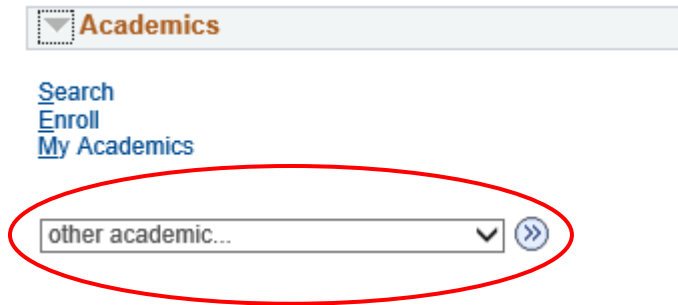 Academics
Search
Enroll
My Academics
other academic...